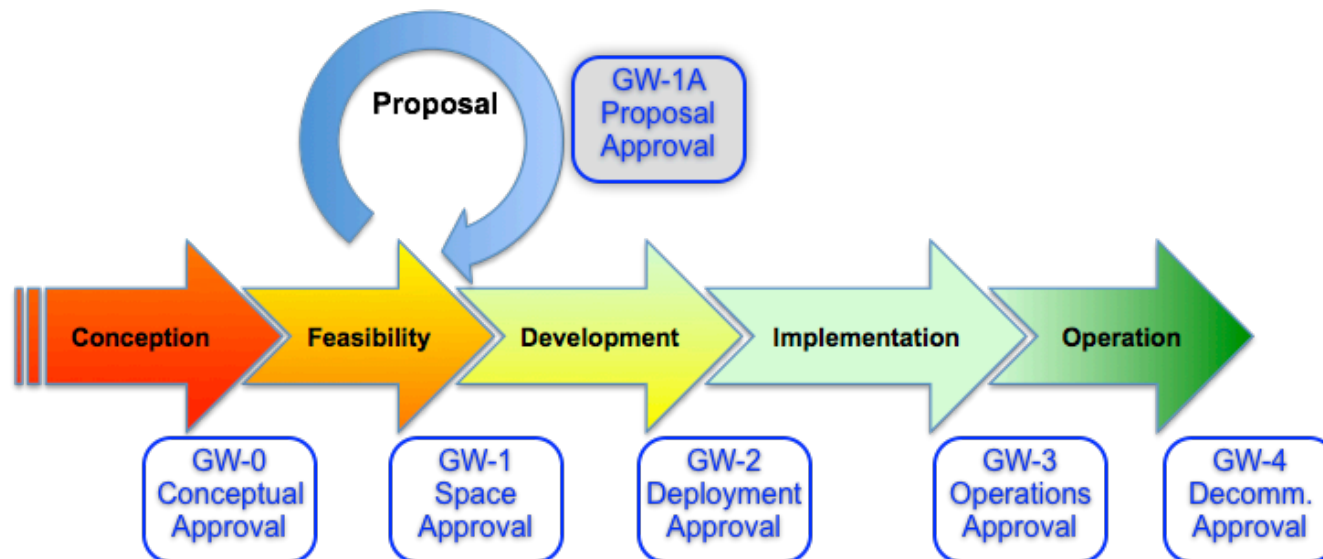 Proposal
GW-1A
Proposal
Approval
Conception
Feasibility
Development
Implementation
Operation
GW-0
Conceptual
Approval
GW-1
Space
Approval
GW-2
Deployment
Approval
GW-3
Operations
Approval
GW-4
Decomm.
Approval